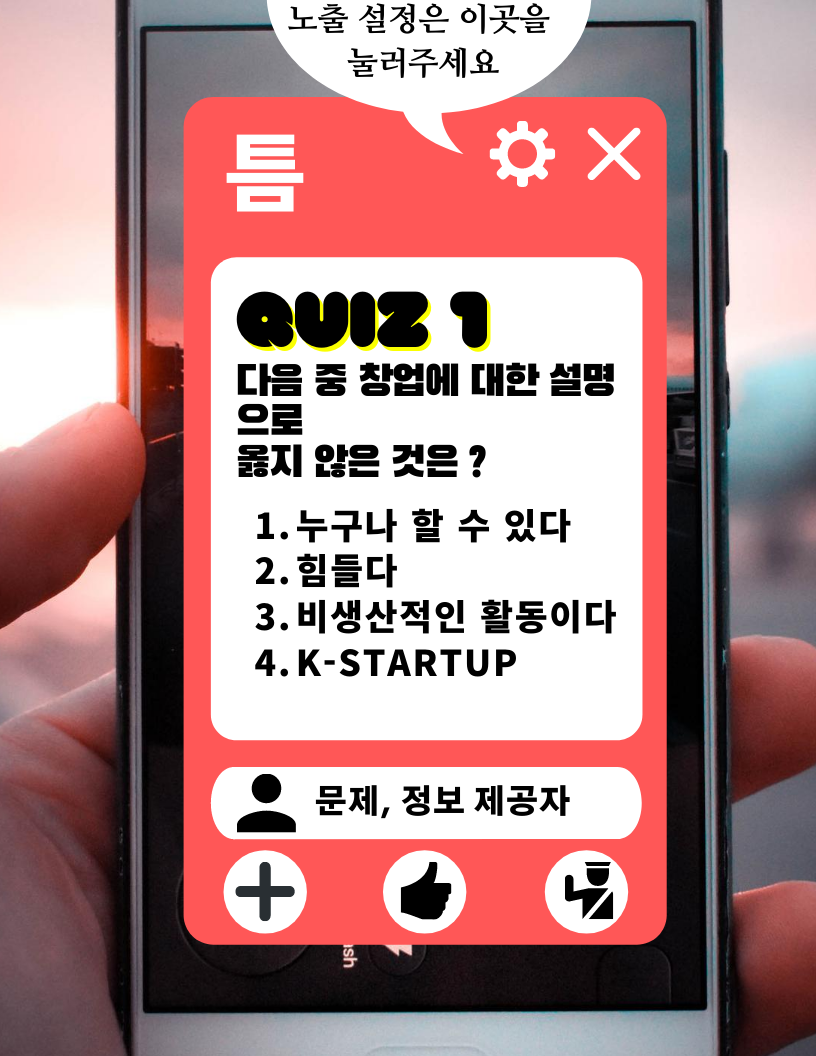 노출 설정은 이곳을
눌러주세요
틈
QUIZ 1
다음 중 창업에 대한 설명
으로
옳지 않은 것은 ?
1. 누구나 할 수 있다
2. 힘들다
3. 비생산적인 활동이다
4. K-STARTUP
문제, 정보 제공자
ash